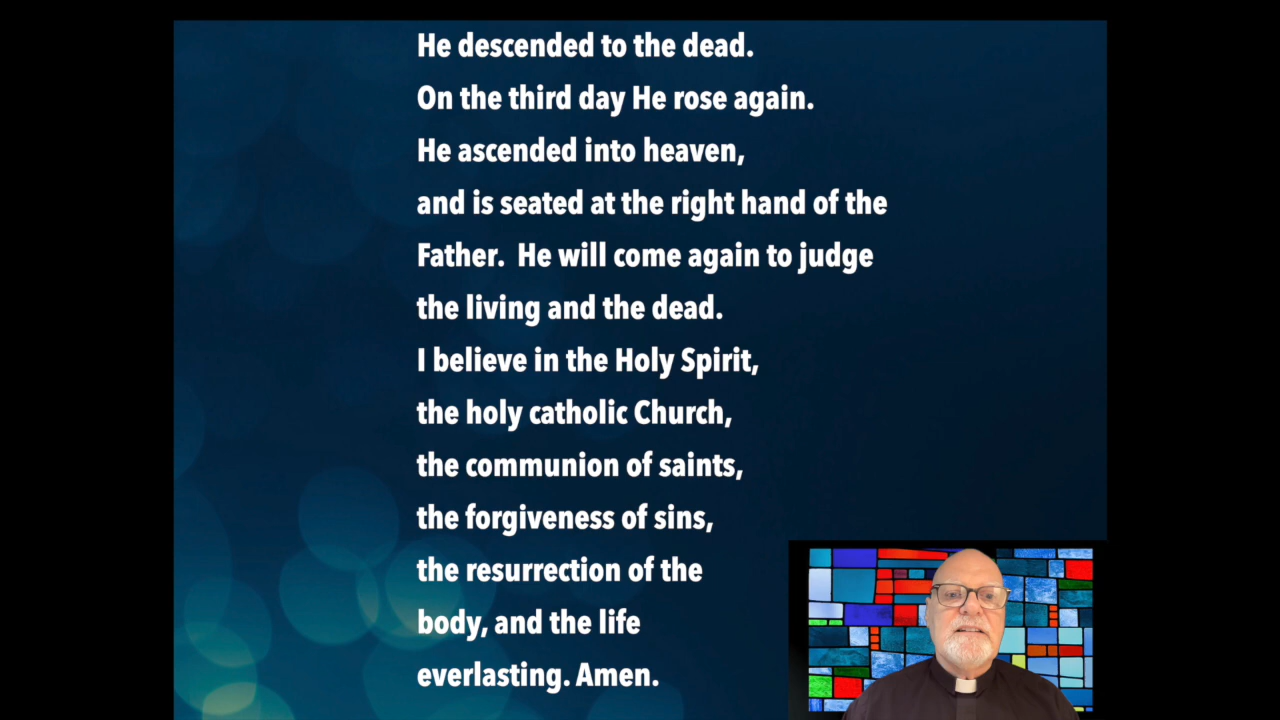 He descended to the dead.
On the third day He rose again.
He ascended into heaven,
and is seated at the right hand of the
Father.  He will come again to judge
the living and the dead.
I believe in the Holy Spirit,
the holy catholic Church,
the communion of saints,
the forgiveness of sins,
the resurrection of the
body, and the life
everlasting. Amen.